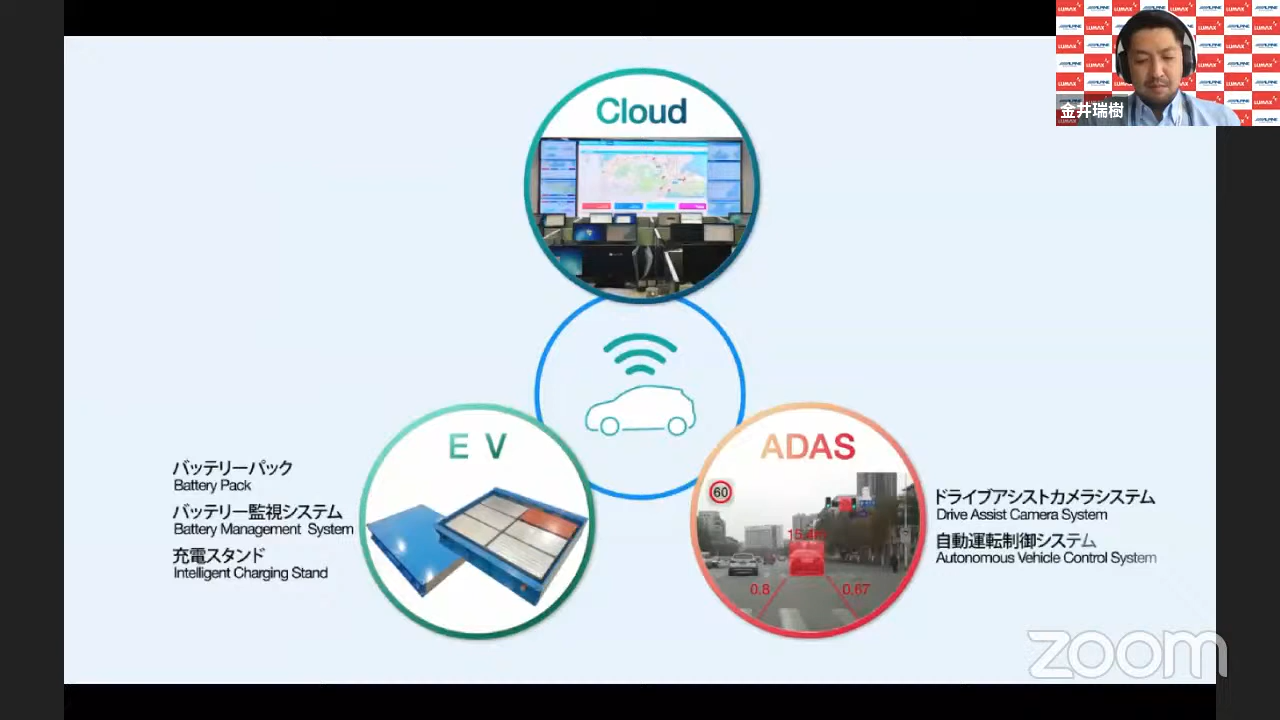 Cloud
LUMAX
ALPINE
金井瑞樹
E V
バッテリーパック
Battery Pack
バッテリー監視システム
Battery Management System
充電スタンド
Intelligent Charging Stand
ADAS
60
0.8
0.67
ドライブアシストカメラシステム
Drive Assist Camera System
自動運転制御システム
Autonomous Vehicle Control System
zoom